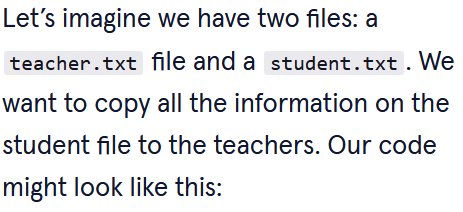 Let's imagine we have two files: a
teacher.txt file and a student.txt. We
want to copy all the information on the
student file to the teachers. Our code
might look like this: